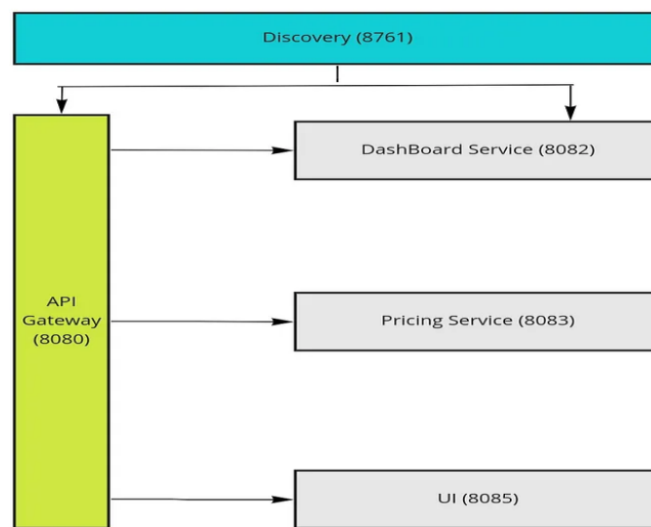 Discovery (8761)
DashBoard Service (8082)
API
Gateway
(8080)
Pricing Service (8083)
UI (8085)